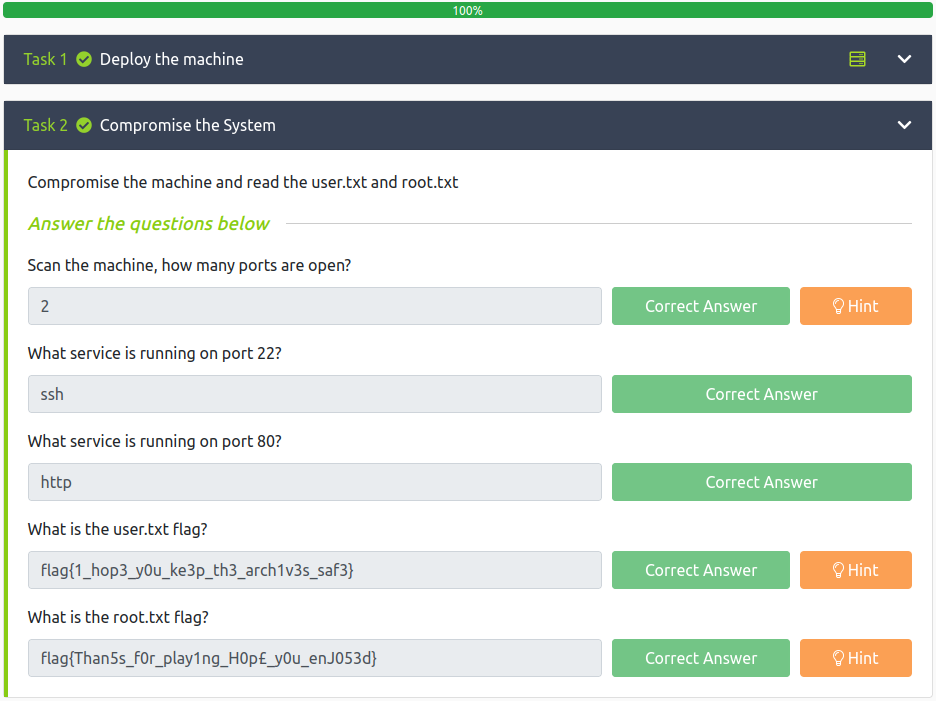 100%
Task 1 Deploy the machine
Task 2 Compromise the System
Compromise the machine and read the user.txt and root.txt
Answer the questions below
Scan the machine, how many ports are open?
2 Correct Answer Hint
What service is running on port 22?
ssh Correct Answer
What service is running on port 80?
http Correct Answer
What is the user.txt flag?
flag{1_hop3_y0u_ke3p_th3_arch1v3s_saf3} Correct Answer Hint
What is the root.txt flag?
flag{Than5s_f0r_play1ng_H0p£_y0u_enJ053d} Correct Answer Hint